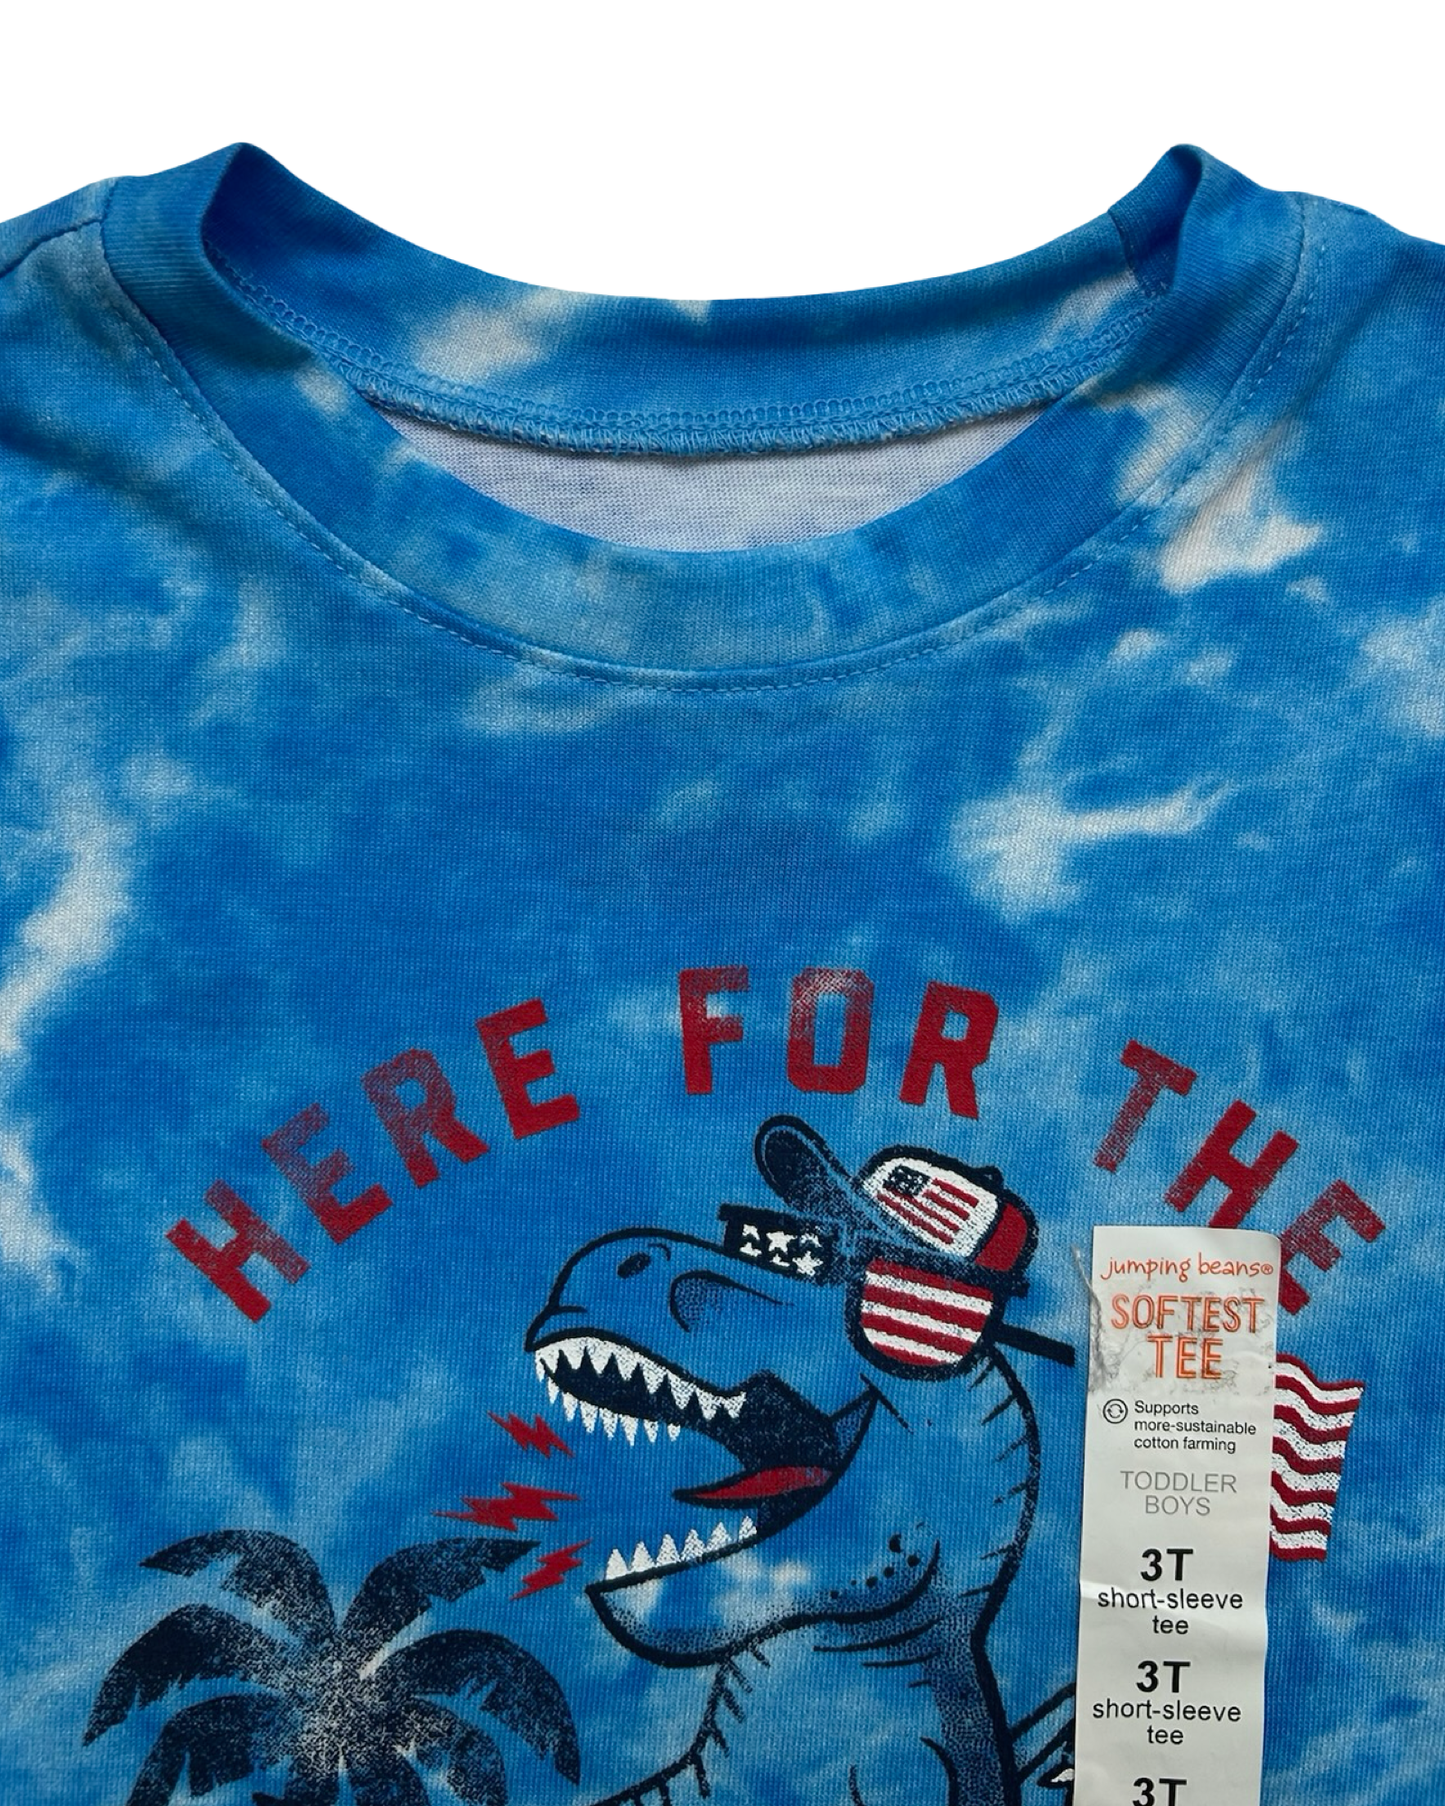 HERE FOR THE
jumping beans®
SOFTEST
TEE
Supports
more-sustainable
cotton farming
TODDLER
BOYS
3T
short-sleeve
tee
3T
short-sleeve
tee
3T